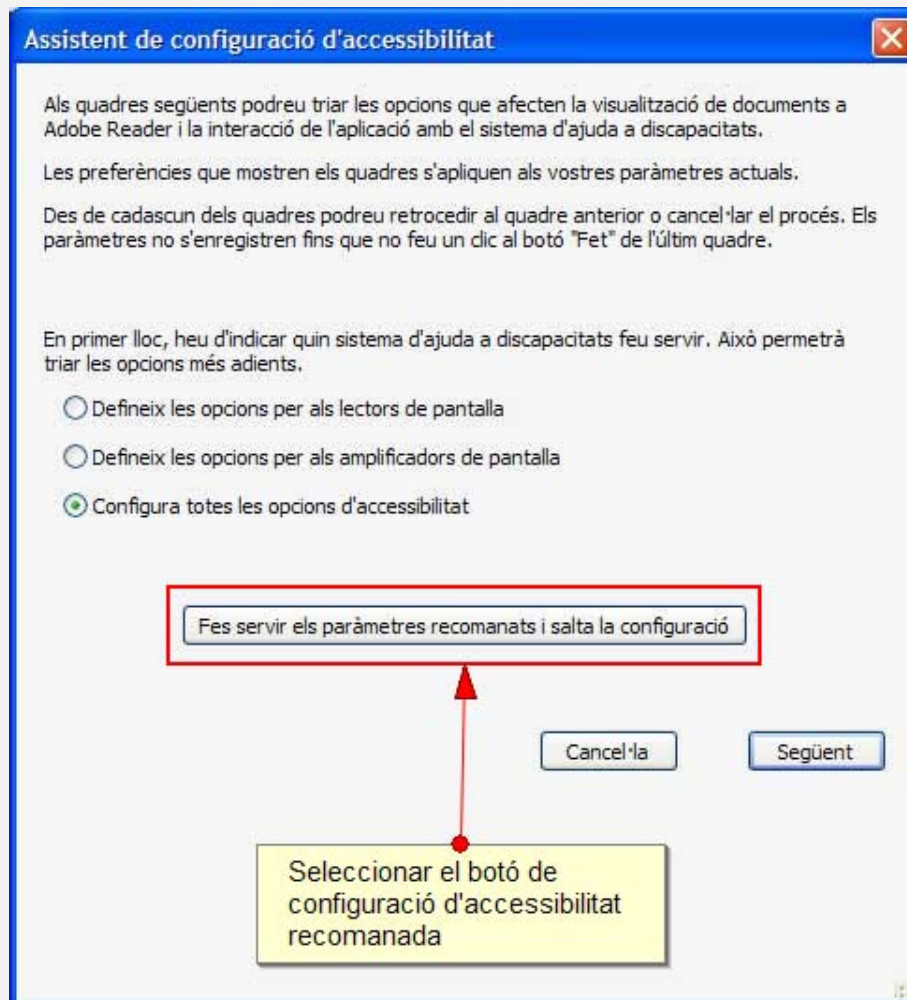 Assistent de configuració d'accessibilitat
Als quadres següents podreu triar les opcions que afecten la visualització de documents a
Adobe Reader i la interacció de l'aplicació amb el sistema d'ajuda a discapacitats.
Les preferències que mostren els quadres s'apliquen als vostres paràmetres actuals.
Des de cadascun dels quadres podreu retrocedir al quadre anterior o cancel·lar el procés. Els
paràmetres no s'enregistren fins que no feu un clic al botó "Fet" de l'últim quadre.
En primer lloc, heu d'indicar quin sistema d'ajuda a discapacitats feu servir. Això permetrà
triar les opcions més adients.
Defineix les opcions per als lectors de pantalla
Defineix les opcions per als amplificadors de pantalla
Configura totes les opcions d'accessibilitat
Fes servir els paràmetres recomanats i salta la configuració
Cancel·la Següent
Seleccionar el botó de
configuració d'accessibilitat
recomanada